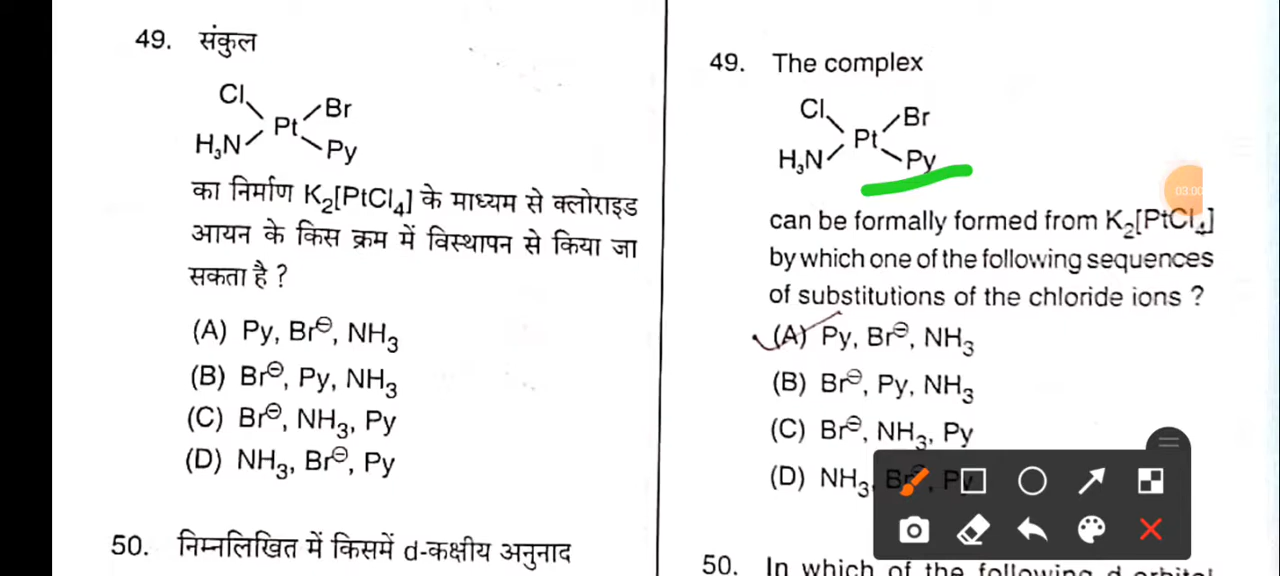 49. संकुल
Cl
Br
Pt
H₃N
Py
का निर्माण K₂[PtCl₄] के माध्यम से क्लोराइड
आयन के किस क्रम में विस्थापन से किया जा
सकता है ?
(A) Py, Br⊖, NH₃
(B) Br⊖, Py, NH₃
(C) Br⊖, NH₃, Py
(D) NH₃, Br⊖, Py
50. निम्नलिखित में किसमें d-कक्षीय अनुनाद
49. The complex
Cl
Br
Pt
H₃N
Py
can be formally formed from K₂[PtCl₄]
by which one of the following sequences
of substitutions of the chloride ions ?
(A) Py, Br⊖, NH₃
(B) Br⊖, Py, NH₃
(C) Br⊖, NH₃, Py
(D) NH₃, Br⊖, Py
50. In which of the following d-orbital
03:00